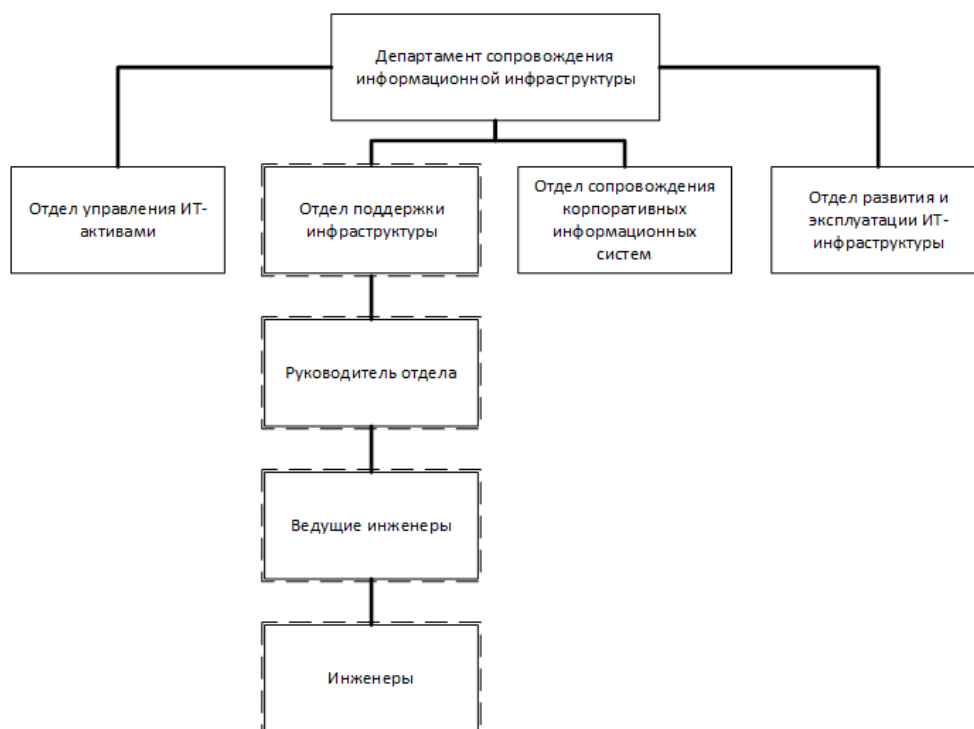 Департамент сопровождения
информационной инфраструктуры
Отдел управления ИТ-
активами
Отдел поддержки
инфраструктуры
Отдел сопровождения
корпоративных
информационных
систем
Отдел развития и
эксплуатации ИТ-
инфраструктуры
Руководитель отдела
Ведущие инженеры
Инженеры